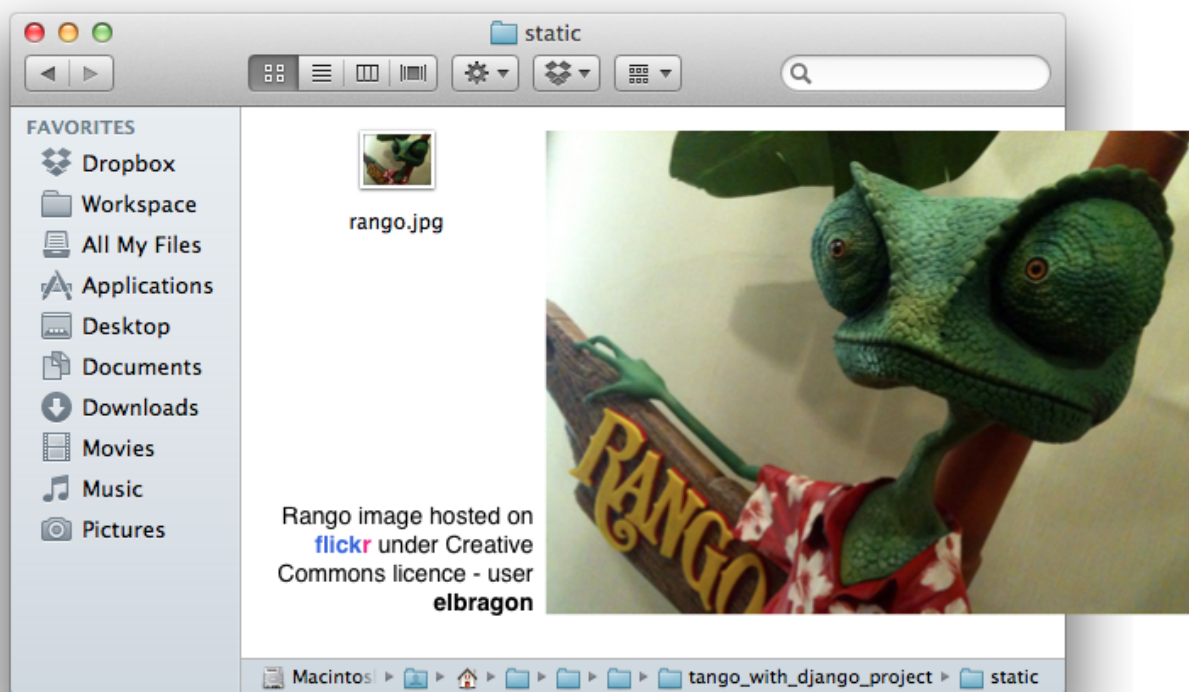 static
FAVORITES
Dropbox
Workspace
All My Files
Applications
Desktop
Documents
Downloads
Movies
Music
Pictures
rango.jpg
RANGO
Rango image hosted on
flickr under Creative
Commons licence - user
elbragon
Macintos tango_with_django_project static